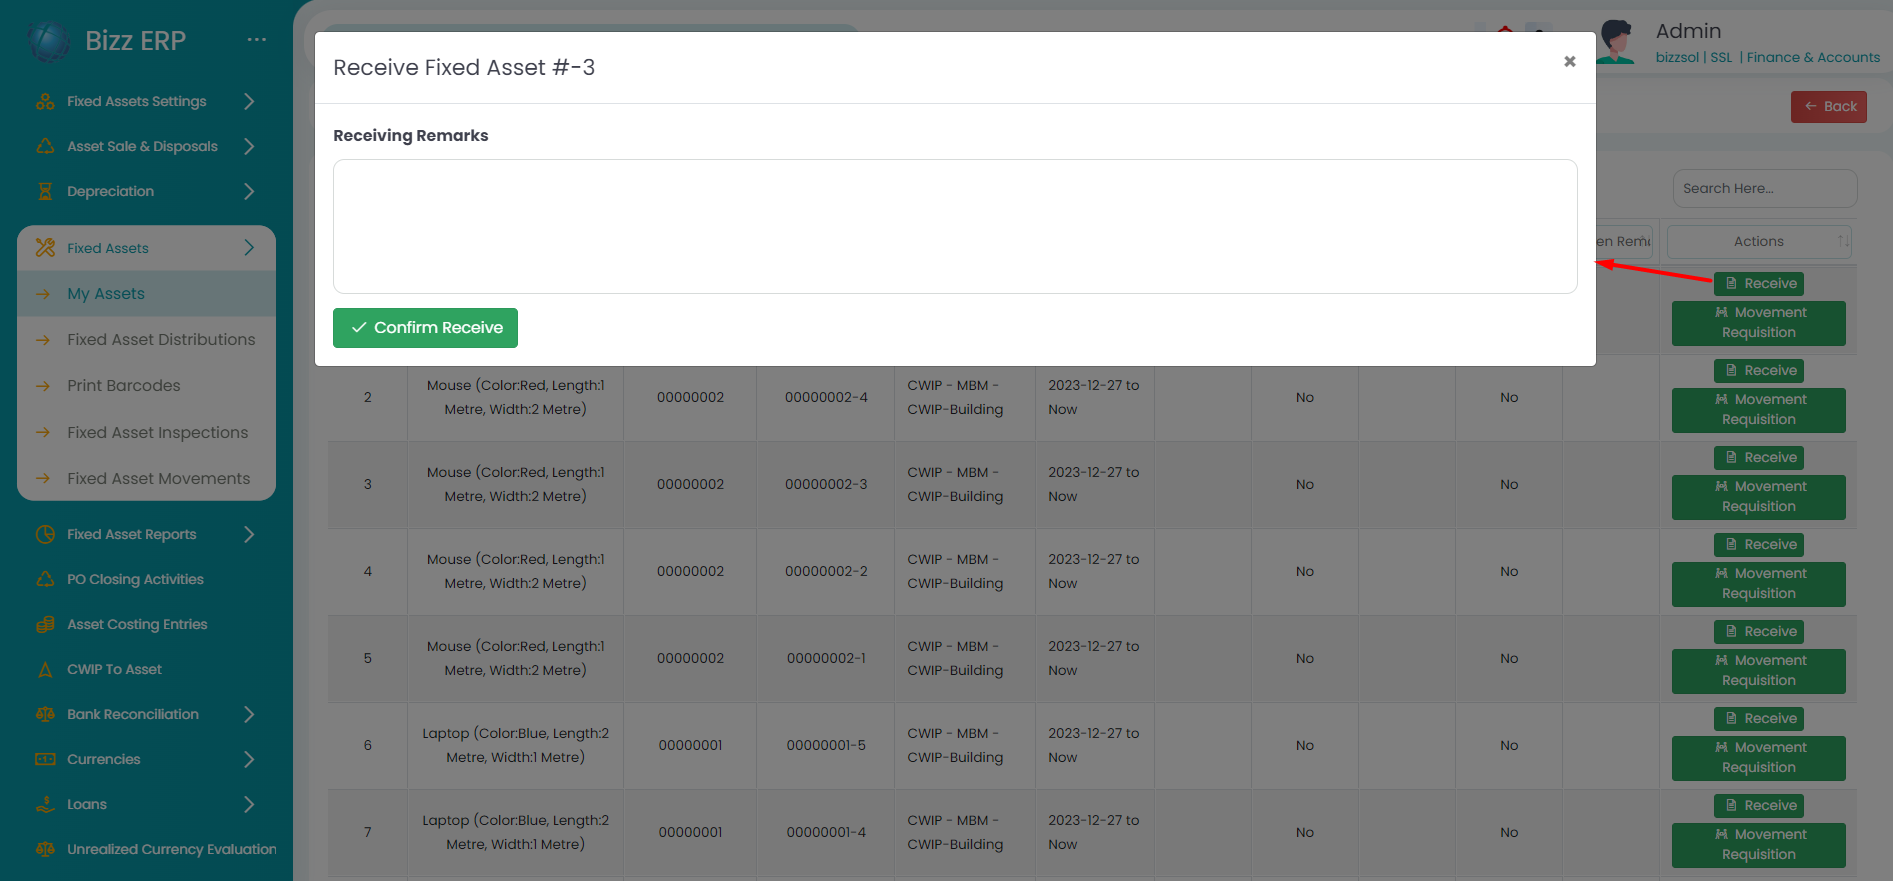 Bizz ERP
Fixed Assets Settings
Asset Sale & Disposals
Depreciation
Fixed Assets
My Assets
Fixed Asset Distributions
Print Barcodes
Fixed Asset Inspections
Fixed Asset Movements
Fixed Asset Reports
PO Closing Activities
Asset Costing Entries
CWIP To Asset
Bank Reconciliation
Currencies
Loans
Unrealized Currency Evaluation
Admin
bizzsol | SSL | Finance & Accounts
Back
Receive Fixed Asset #-3
×
Receiving Remarks
Confirm Receive
Search Here...
Actions
Receive
Movement
Requisition
2 Mouse (Color:Red, Length:1 00000002 00000002-4 CWIP - MBM - 2023-12-27 to No No Receive
Metre, Width:2 Metre) CWIP-Building Now Movement
Requisition
3 Mouse (Color:Red, Length:1 00000002 00000002-3 CWIP - MBM - 2023-12-27 to No No Receive
Metre, Width:2 Metre) CWIP-Building Now Movement
Requisition
4 Mouse (Color:Red, Length:1 00000002 00000002-2 CWIP - MBM - 2023-12-27 to No No Receive
Metre, Width:2 Metre) CWIP-Building Now Movement
Requisition
5 Mouse (Color:Red, Length:1 00000002 00000002-1 CWIP - MBM - 2023-12-27 to No No Receive
Metre, Width:2 Metre) CWIP-Building Now Movement
Requisition
6 Laptop (Color:Blue, Length:2 00000001 00000001-5 CWIP - MBM - 2023-12-27 to No No Receive
Metre, Width:1 Metre) CWIP-Building Now Movement
Requisition
7 Laptop (Color:Blue, Length:2 00000001 00000001-4 CWIP - MBM - 2023-12-27 to No No Receive
Metre, Width:1 Metre) CWIP-Building Now Movement
Requisition